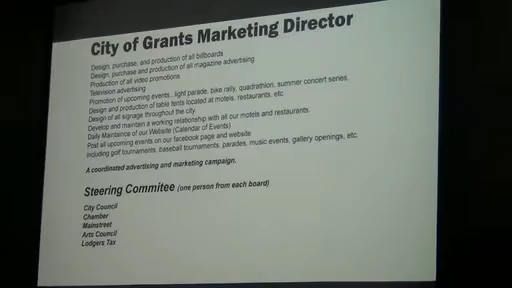 City of Grants Marketing Director
Design, purchase, and production of all billboards
Design, purchase and production of all magazine advertising
Production of all video promotions
Television advertising
Promotion of upcoming events...light parade, bike rally, quadrathlon, summer concert series,
Design and production of table tents located at motels, restaurants, etc
Design of all signage throughout the city.
Develop and maintain a working relationship with all our motels and restaurants.
Daily Maintaince of our Website (Calendar of Events)
Post all upcoming events on our facebook page and website
including golf tournaments, baseball tournaments, parades, music events, gallery openings, etc.
A coordinated advertising and marketing campaign.
Steering Commitee (one person from each board)
City Council
Chamber
Mainstreet
Arts Council
Lodgers Tax